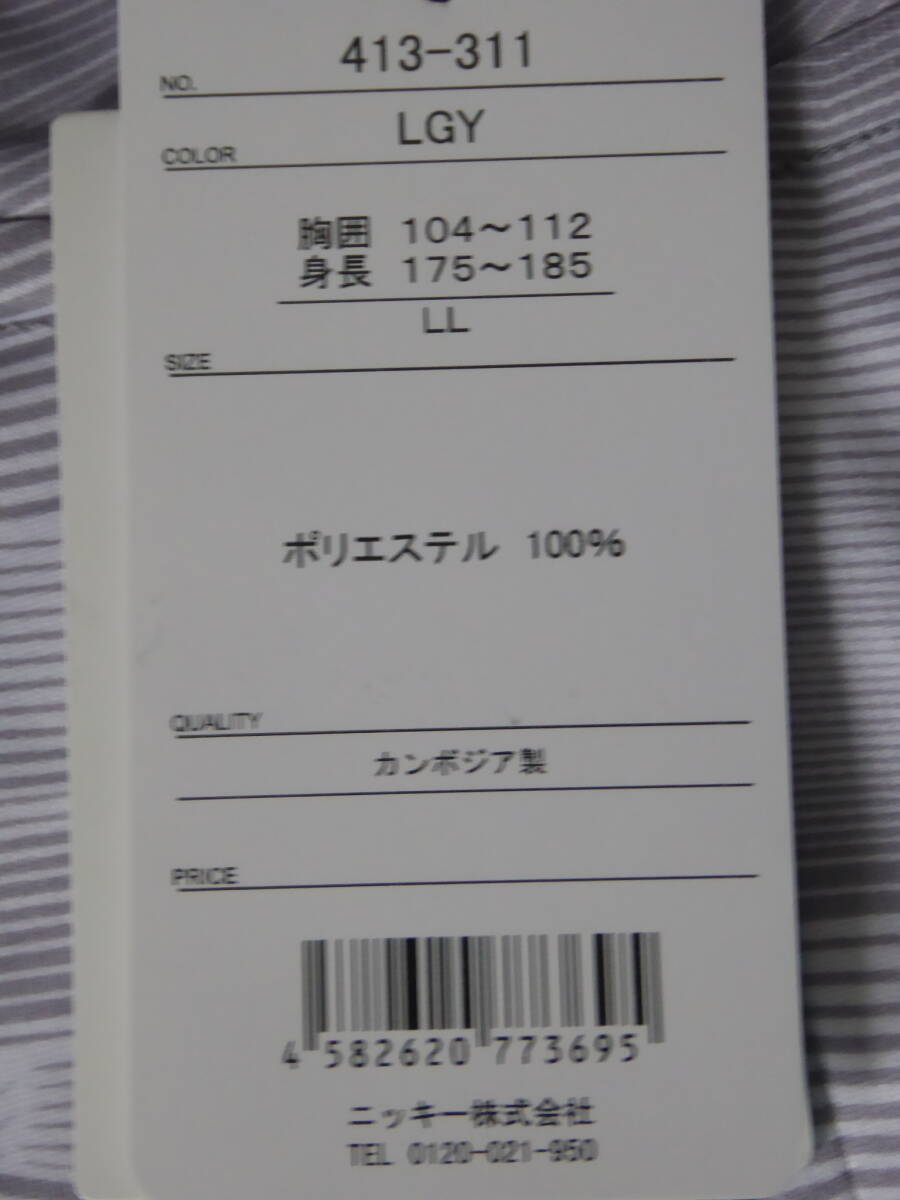 413-311
NO.
LGY
COLOR
胸囲 104～112
身長 175～185
LL
SIZE
ポリエステル 100%
QUALITY
カンボジア製
PRICE
4 582620 773695
ニッキー株式会社
TEL 0120-021-950